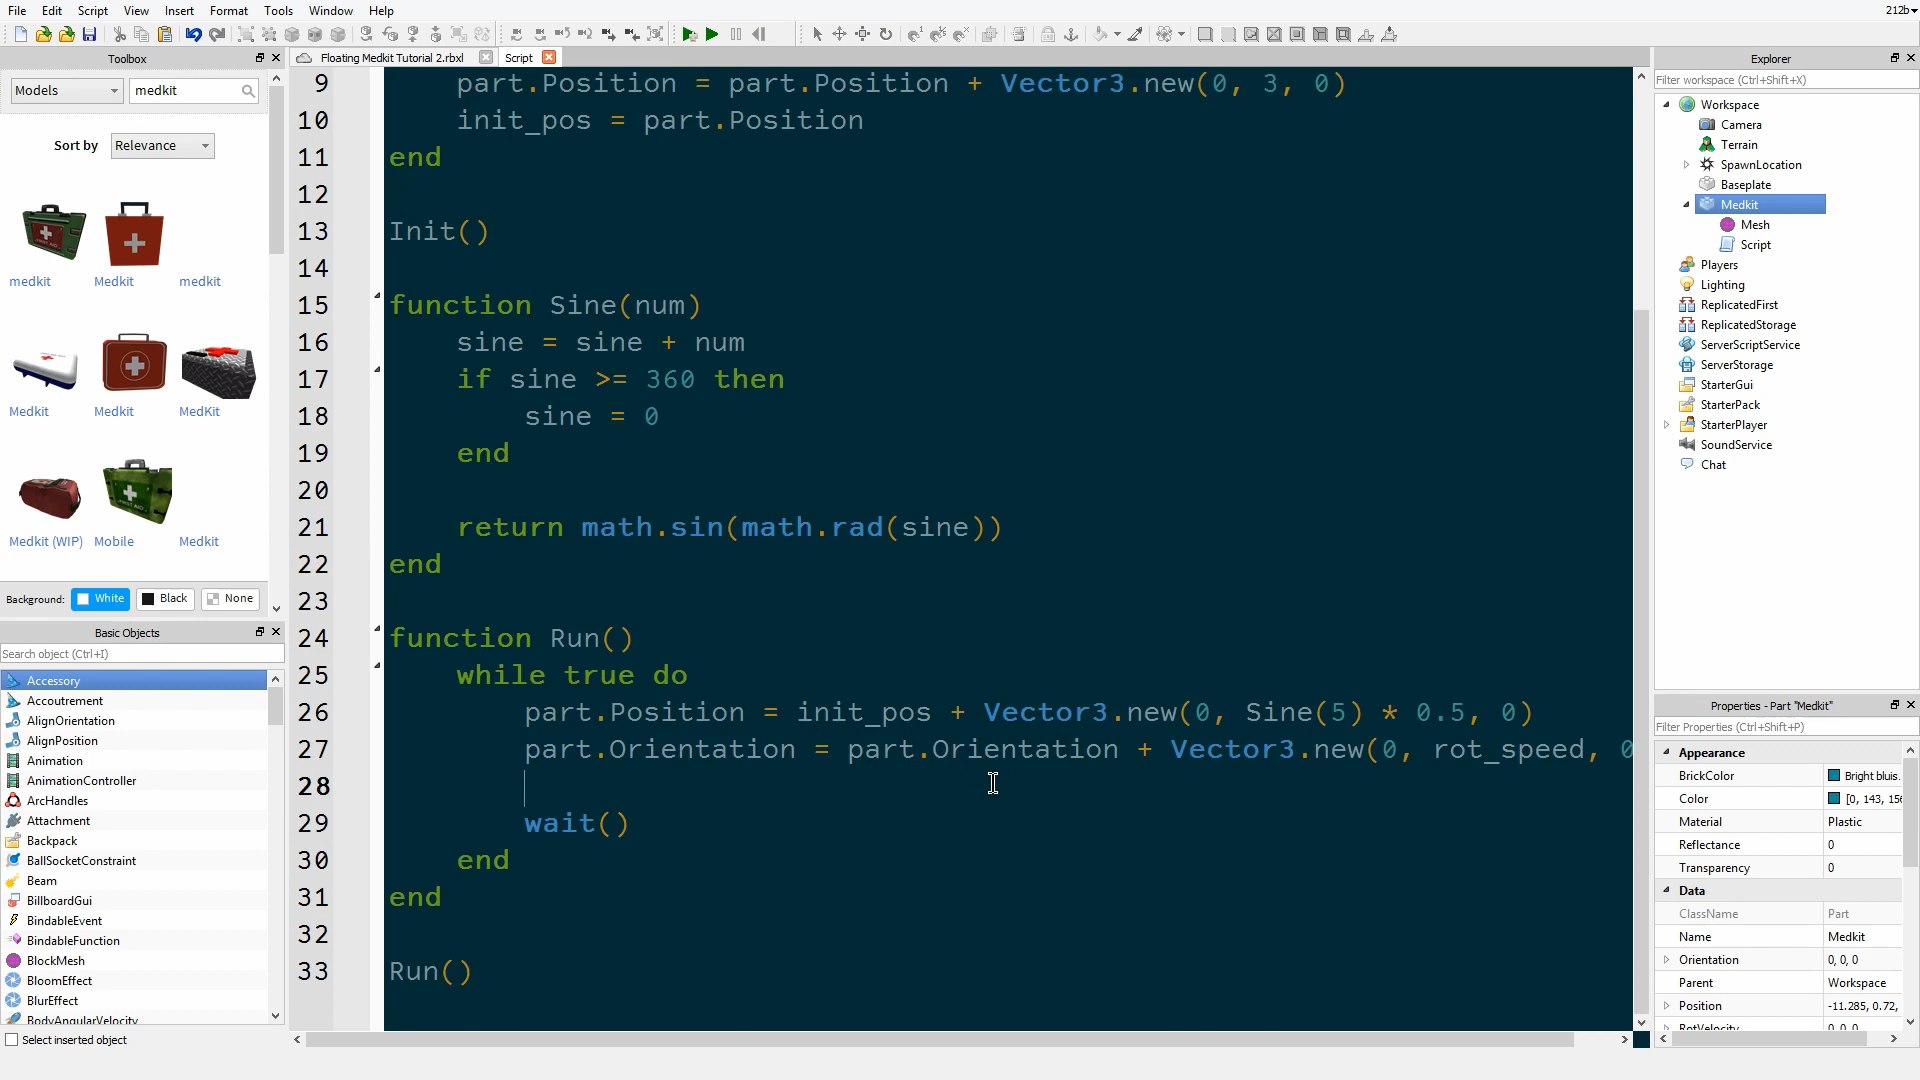 File Edit Script View Insert Format Tools Window Help 212b
Toolbox
Models medkit
Sort by Relevance
medkit Medkit medkit
Medkit Medkit MedKit
Medkit (WIP) Mobile Medkit
Background: White Black None
Basic Objects
Search object (Ctrl+I)
Accessory
Accoutrement
AlignOrientation
AlignPosition
Animation
AnimationController
ArcHandles
Attachment
Backpack
BallSocketConstraint
Beam
BillboardGui
BindableEvent
BindableFunction
BlockMesh
BloomEffect
BlurEffect
BodyAngularVelocity
Select inserted object
Floating Medkit Tutorial 2.rbxl Script
9 part.Position = part.Position + Vector3.new(0, 3, 0)
10 init_pos = part.Position
11 end
12
13 Init()
14
15 function Sine(num)
16 sine = sine + num
17 if sine >= 360 then
18 sine = 0
19 end
20
21 return math.sin(math.rad(sine))
22 end
23
24 function Run()
25 while true do
26 part.Position = init_pos + Vector3.new(0, Sine(5) * 0.5, 0)
27 part.Orientation = part.Orientation + Vector3.new(0, rot_speed, 0
28
29 wait()
30 end
31 end
32
33 Run()
Explorer
Filter workspace (Ctrl+Shift+X)
Workspace
Camera
Terrain
SpawnLocation
Baseplate
Medkit
Mesh
Script
Players
Lighting
ReplicatedFirst
ReplicatedStorage
ServerScriptService
ServerStorage
StarterGui
StarterPack
StarterPlayer
SoundService
Chat
Properties - Part "Medkit"
Filter Properties (Ctrl+Shift+P)
Appearance
BrickColor Bright bluis.
Color [0, 143, 156
Material Plastic
Reflectance 0
Transparency 0
Data
ClassName Part
Name Medkit
Orientation 0, 0, 0
Parent Workspace
Position -11.285, 0.72,
RotVelocity 0, 0, 0